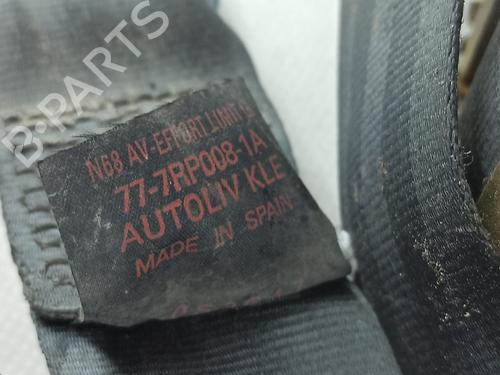 B-PARTS
N68 AV-EFFORT LIMIT
77-7RP008-1A
AUTOLIV KLE
MADE IN SPAIN